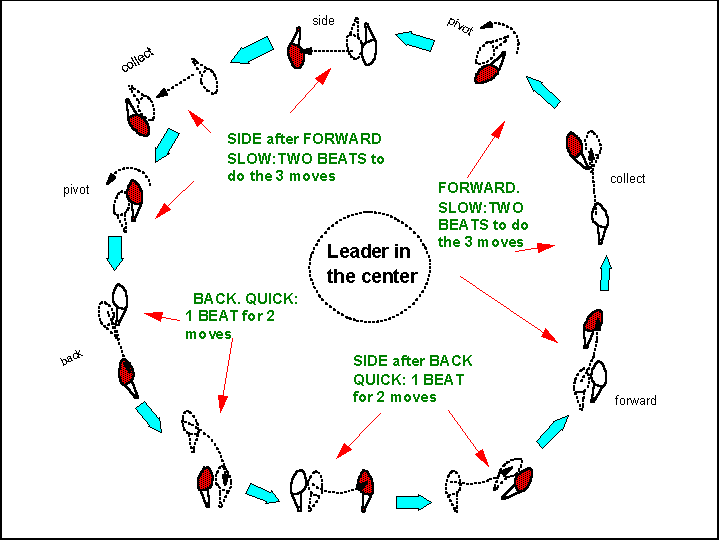 side
pivot
collect
SIDE after FORWARD
SLOW:TWO BEATS to
do the 3 moves
pivot
collect
FORWARD.
SLOW:TWO
BEATS to do
the 3 moves
Leader in
the center
BACK. QUICK:
1 BEAT for 2
moves
back
SIDE after BACK
QUICK: 1 BEAT
for 2 moves
forward